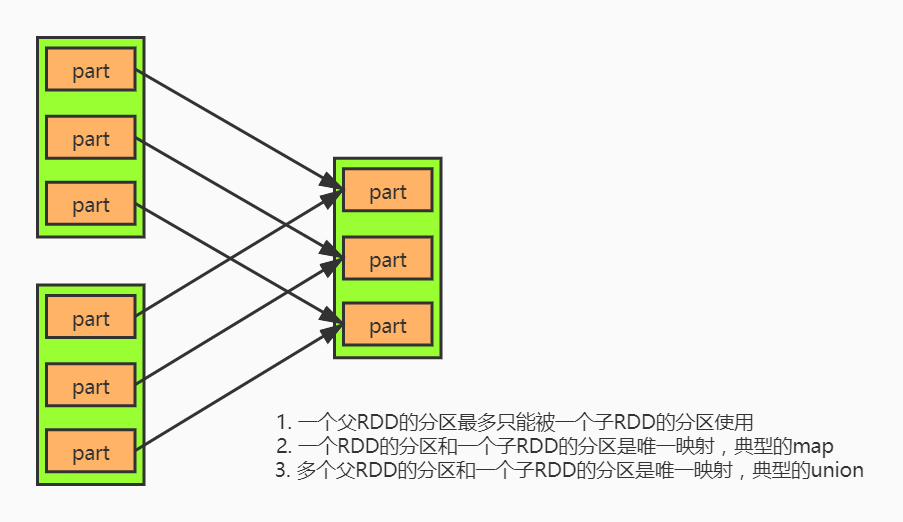 part
part
part
part
part
part
part
part
part
1. 一个父RDD的分区最多只能被一个子RDD的分区使用
2. 一个RDD的分区和一个子RDD的分区是唯一映射，典型的map
3. 多个父RDD的分区和一个子RDD的分区是唯一映射，典型的union